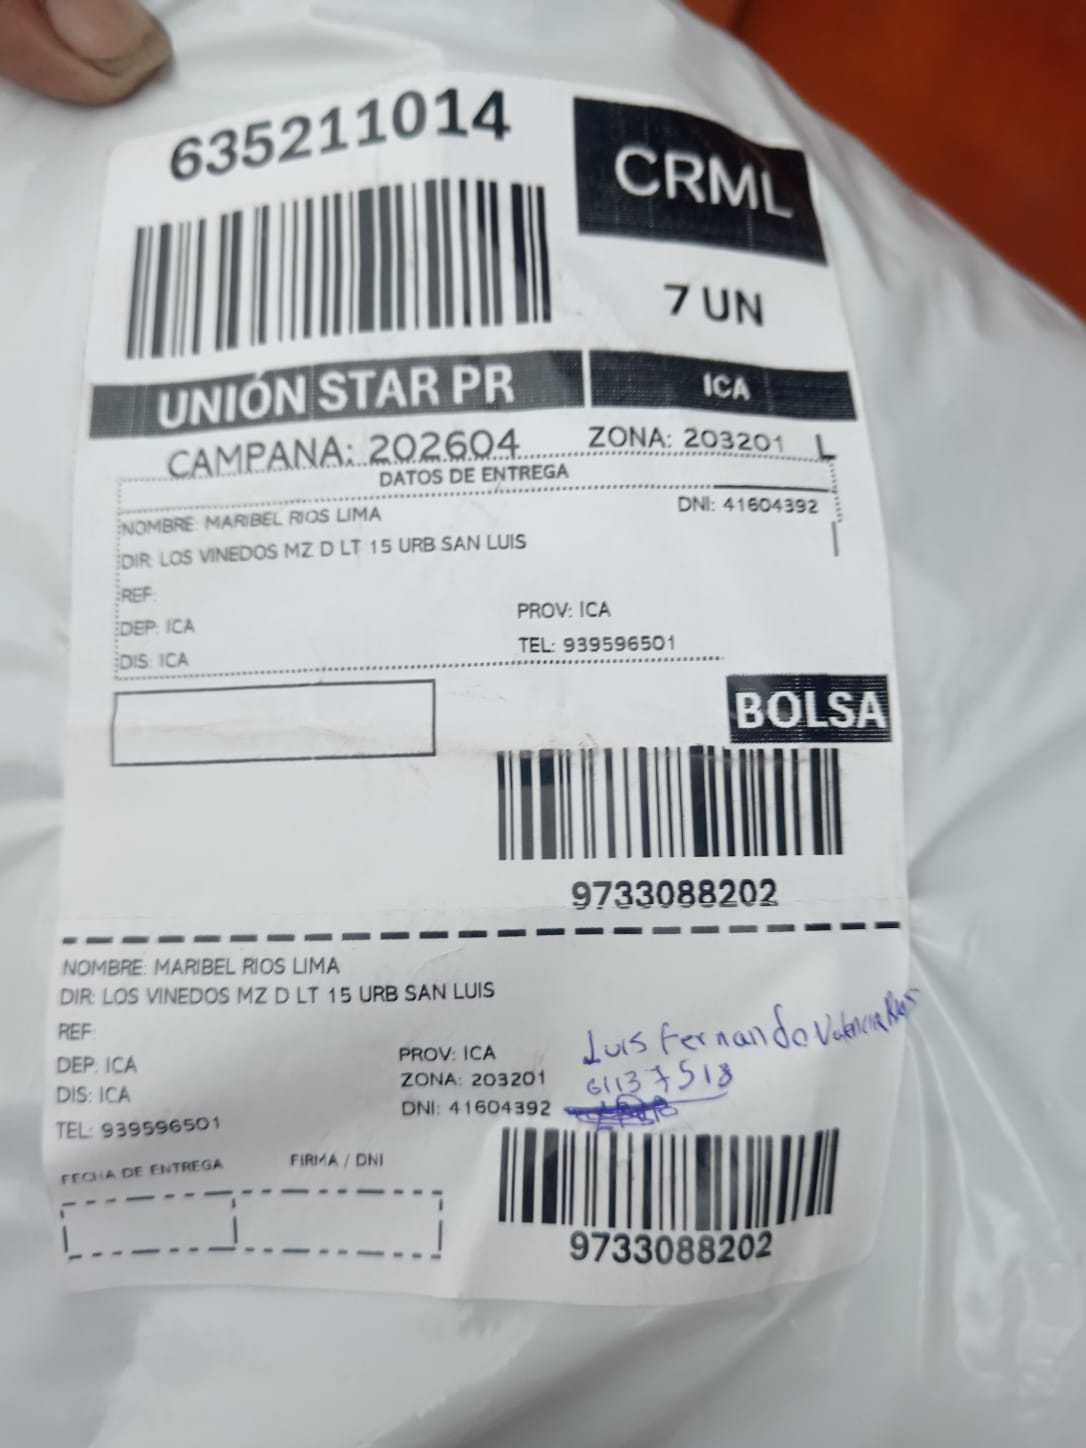 635211014
CRML
7 UN
UNIÓN STAR PR
ICA
CAMPANA: 202604
ZONA: 203201 L
DATOS DE ENTREGA
NOMBRE: MARIBEL RIOS LIMA
DNI: 41604392
DIR: LOS VINEDOS MZ D LT 15 URB SAN LUIS
REF:
DEP: ICA
PROV: ICA
DIS: ICA
TEL: 939596501
BOLSA
9733088202
NOMBRE: MARIBEL RIOS LIMA
DIR: LOS VINEDOS MZ D LT 15 URB SAN LUIS
REF:
DEP: ICA
PROV: ICA
DIS: ICA
ZONA: 203201
TEL: 939596501
DNI: 41604392
Luis Fernando Valencia
61137518
FECHA DE ENTREGA
FIRMA / DNI
9733088202